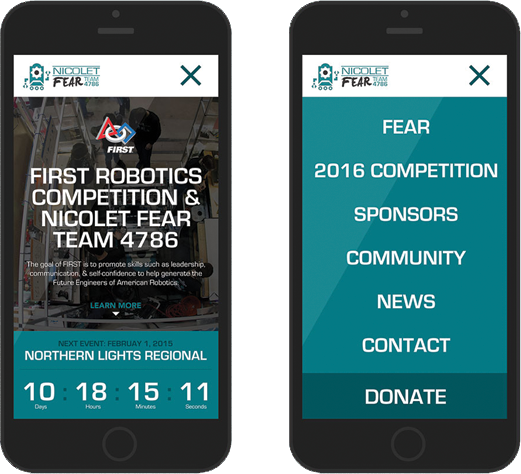 NICOLET
FEAR TEAM
4786
FIRST
FIRST ROBOTICS
COMPETITION &
NICOLET FEAR
TEAM 4786
The goal of FIRST is to promote skills such as leadership,
communication, & self-confidence to help generate the
Future Engineers of American Robotics.
LEARN MORE
NEXT EVENT: FEBRUAY 1, 2015
NORTHERN LIGHTS REGIONAL
10 : 18 : 15 : 11
Days Hours Minutes Seconds
NICOLET
FEAR TEAM
4786
FEAR
2016 COMPETITION
SPONSORS
COMMUNITY
NEWS
CONTACT
DONATE